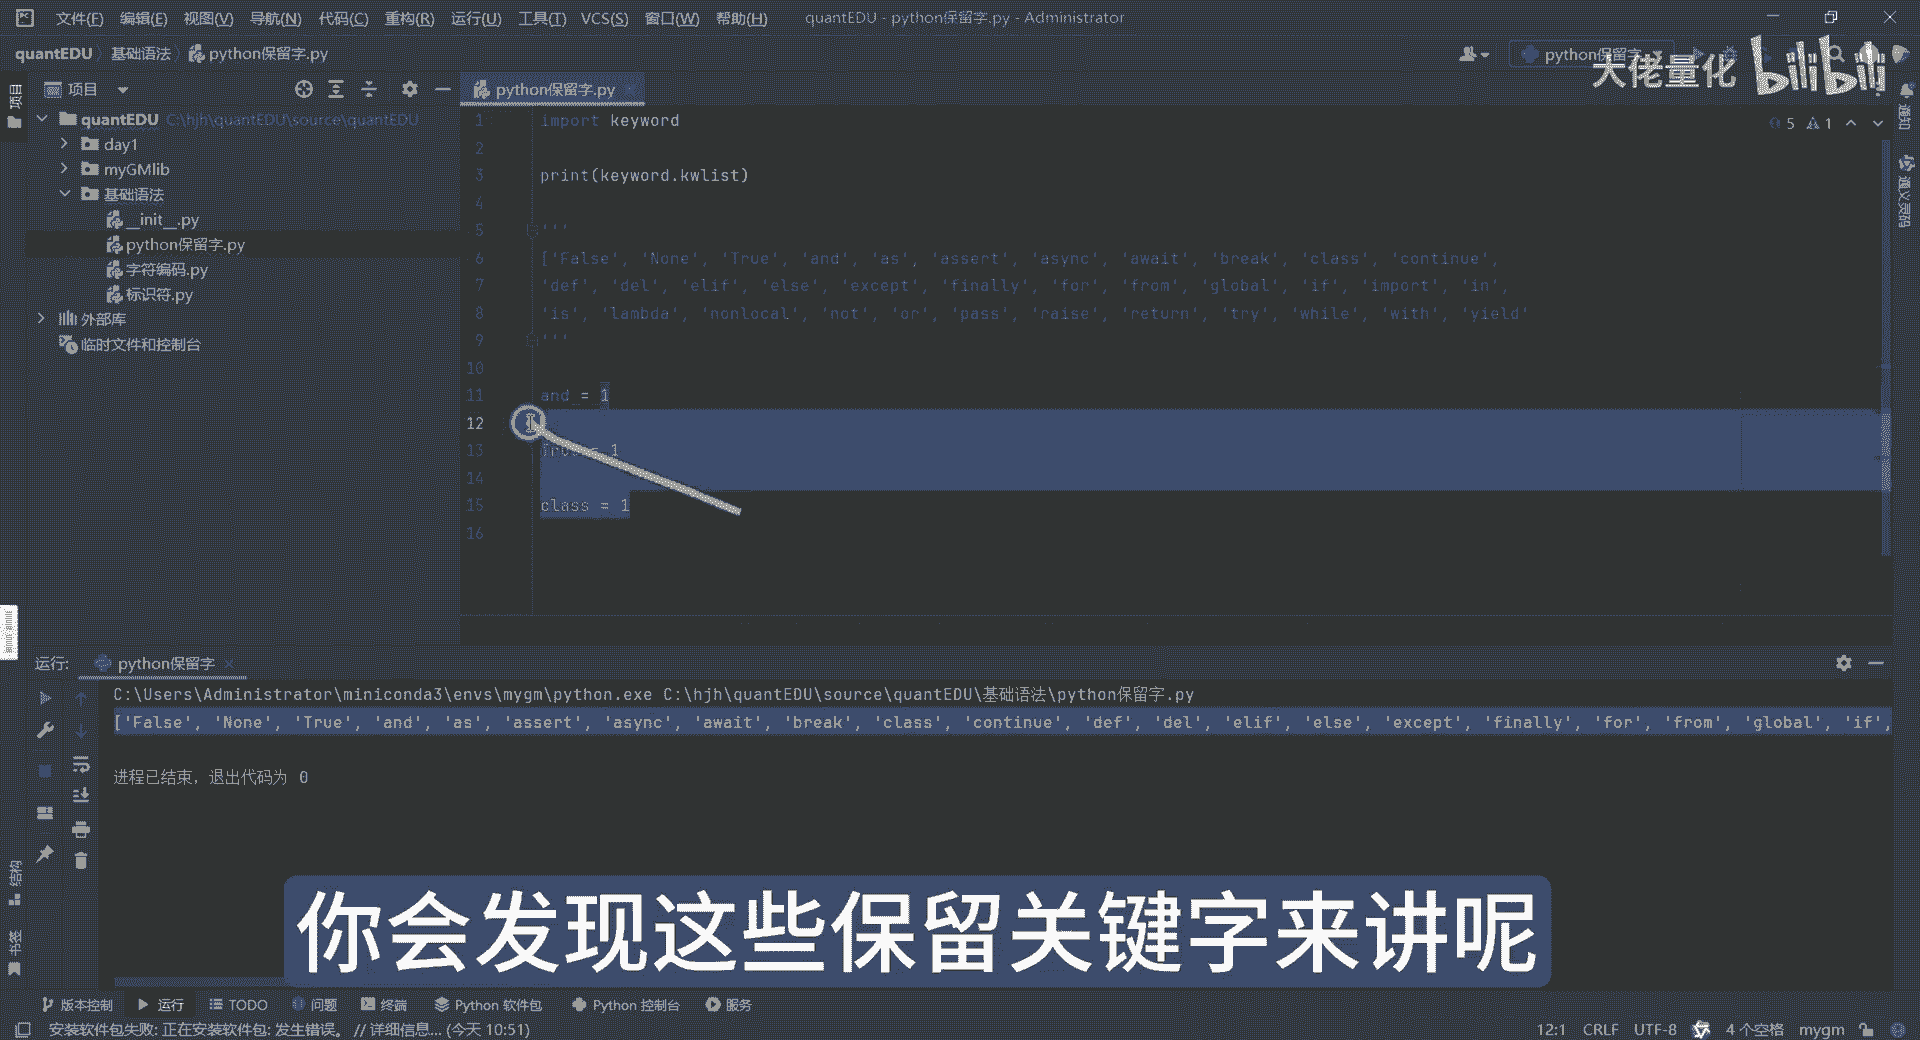 文件(F) 编辑(E) 视图(V) 导航(N) 代码(C) 重构(R) 运行(U) 工具(T) VCS(S) 窗口(W) 帮助(H) quantEDU - python保留字.py - Administrator
quantEDU 基础语法 python保留字.py
python保留字
大佬量化 bilibili
项目
项目
python保留字.py
quantEDU C:\hjh\quantEDU\source\quantEDU
day1
myGMlib
基础语法
__init__.py
python保留字.py
字符编码.py
标识符.py
外部库
临时文件和控制台
5 1
通知
通义灵码
1 import keyword
2
3 print(keyword.kwlist)
4
5 '''
6 ['False', 'None', 'True', 'and', 'as', 'assert', 'async', 'await', 'break', 'class', 'continue',
7 'def', 'del', 'elif', 'else', 'except', 'finally', 'for', 'from', 'global', 'if', 'import', 'in',
8 'is', 'lambda', 'nonlocal', 'not', 'or', 'pass', 'raise', 'return', 'try', 'while', 'with', 'yield'
9 '''
10
11 and = 1
12
13 = 1
14
15 class = 1
16
运行: python保留字
C:\Users\Administrator\miniconda3\envs\mygm\python.exe C:\hjh\quantEDU\source\quantEDU\基础语法\python保留字.py
['False', 'None', 'True', 'and', 'as', 'assert', 'async', 'await', 'break', 'class', 'continue', 'def', 'del', 'elif', 'else', 'except', 'finally', 'for', 'from', 'global', 'if',
进程已结束，退出代码为 0
结构
书签
你会发现这些保留关键字来讲呢
版本控制 运行 TODO 问题 终端 Python 软件包 Python 控制台 服务
安装软件包失败: 正在安装软件包: 发生错误。 // 详细信息... (今天 10:51)
12:1 CRLF UTF-8 4 个空格 mygm